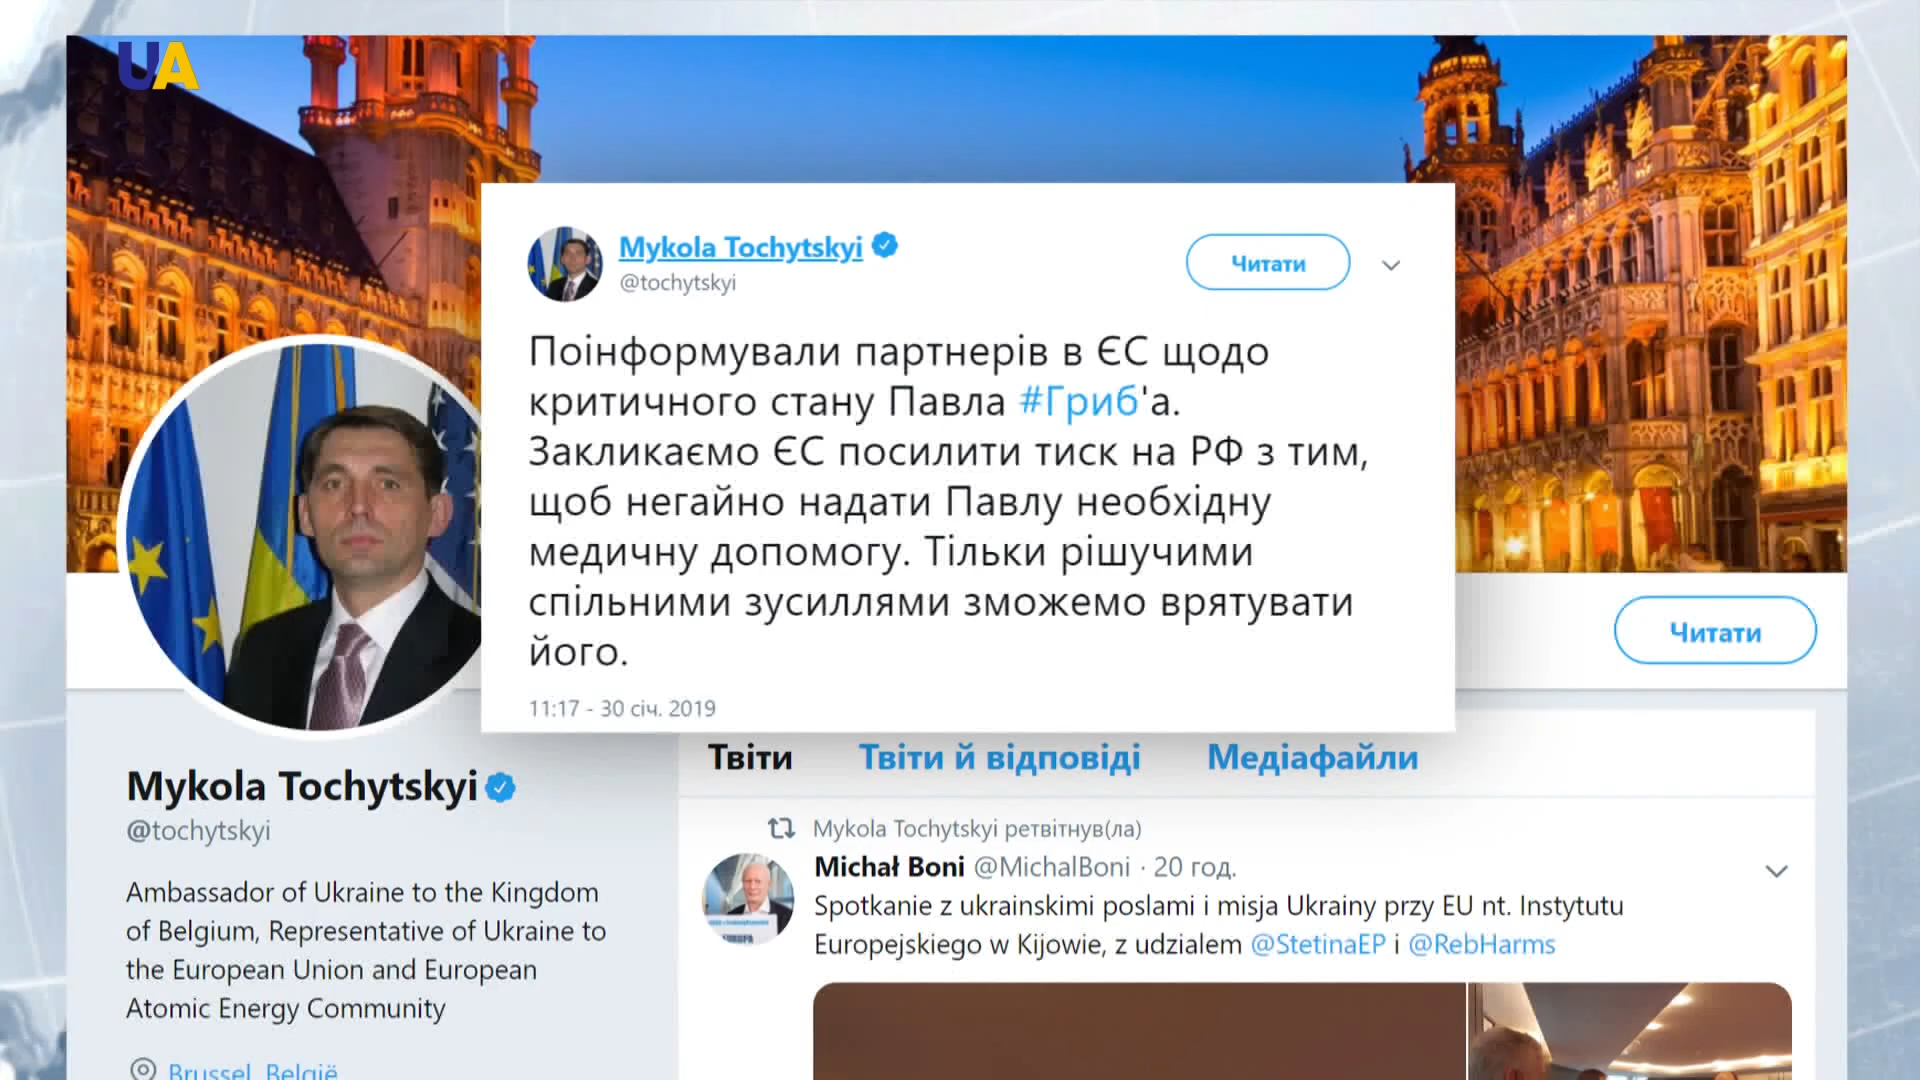 UA
Mykola Tochytskyi
@tochytskyi
Читати
Поінформували партнерів в ЄС щодо
критичного стану Павла #Гриб'а.
Закликаємо ЄС посилити тиск на РФ з тим,
щоб негайно надати Павлу необхідну
медичну допомогу. Тільки рішучими
спільними зусиллями зможемо врятувати
його.
11:17 - 30 січ. 2019
Читати
Mykola Tochytskyi
@tochytskyi
Ambassador of Ukraine to the Kingdom
of Belgium, Representative of Ukraine to
the European Union and European
Atomic Energy Community
Brussel, België
Твіти Твіти й відповіді Медіафайли
Mykola Tochytskyi ретвітнув(ла)
Michał Boni @MichalBoni · 20 год.
Spotkanie z ukrainskimi poslami i misja Ukrainy przy EU nt. Instytutu
Europejskiego w Kijowie, z udzialem @StetinaEP i @RebHarms